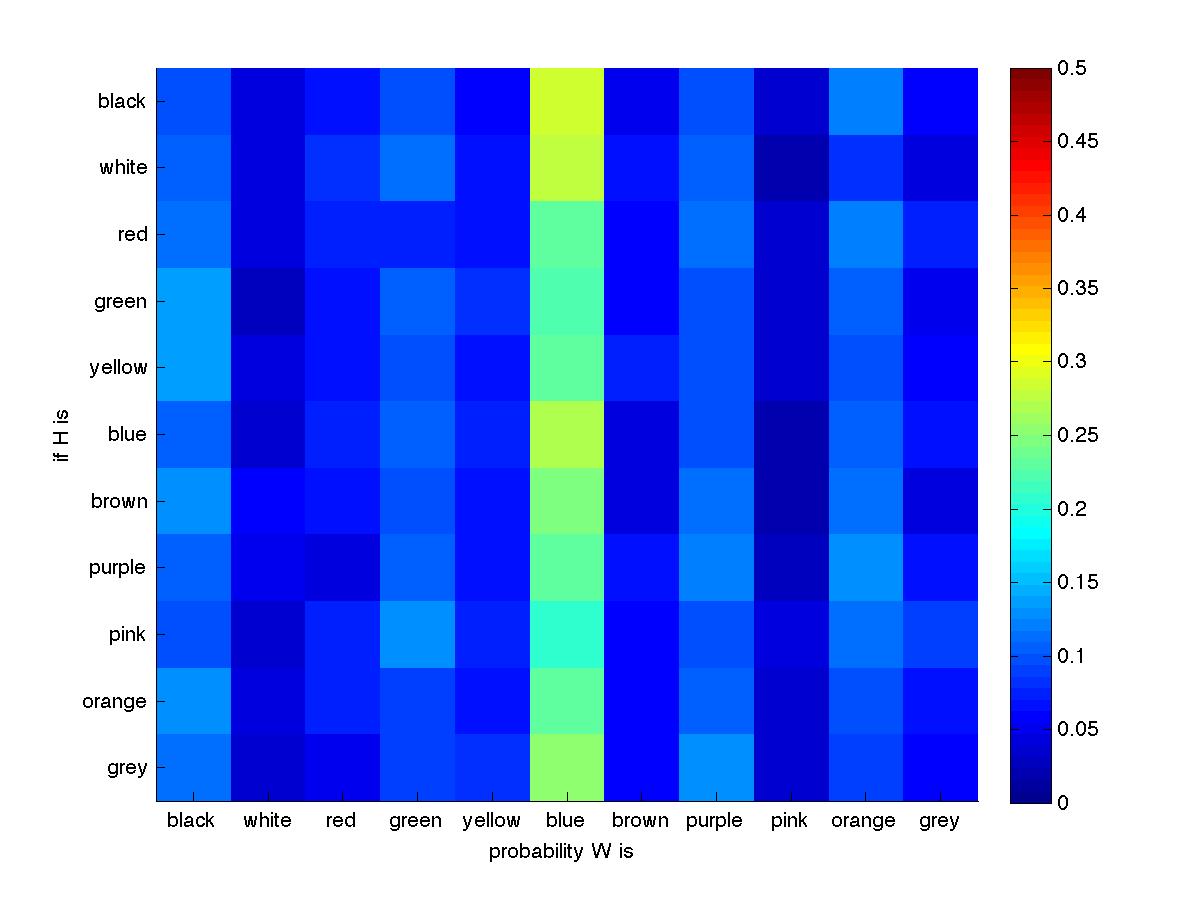 black
white
red
green
yellow
blue
brown
purple
pink
orange
grey
if H is
black white red green yellow blue brown purple pink orange grey
probability W is
0.5
0.45
0.4
0.35
0.3
0.25
0.2
0.15
0.1
0.05
0